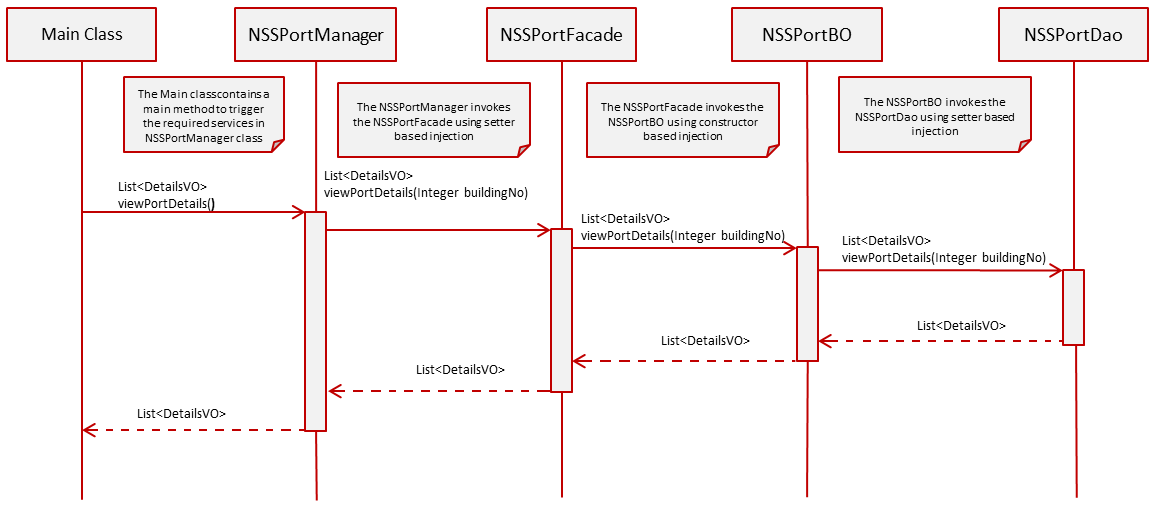 Main Class
NSSPortManager
NSSPortFacade
NSSPortBO
NSSPortDao
The Main classcontains a
main method to trigger
the required services in
NSSPortManager class
The NSSPortManager invokes
the NSSPortFacade using setter
based injection
The NSSPortFacade invokes the
NSSPortBO using constructor
based injection
The NSSPortBO invokes the
NSSPortDao using setter based
injection
List<DetailsVO>
viewPortDetails()
List<DetailsVO>
viewPortDetails(Integer buildingNo)
List<DetailsVO>
viewPortDetails(Integer buildingNo)
List<DetailsVO>
viewPortDetails(Integer buildingNo)
List<DetailsVO>
List<DetailsVO>
List<DetailsVO>
List<DetailsVO>